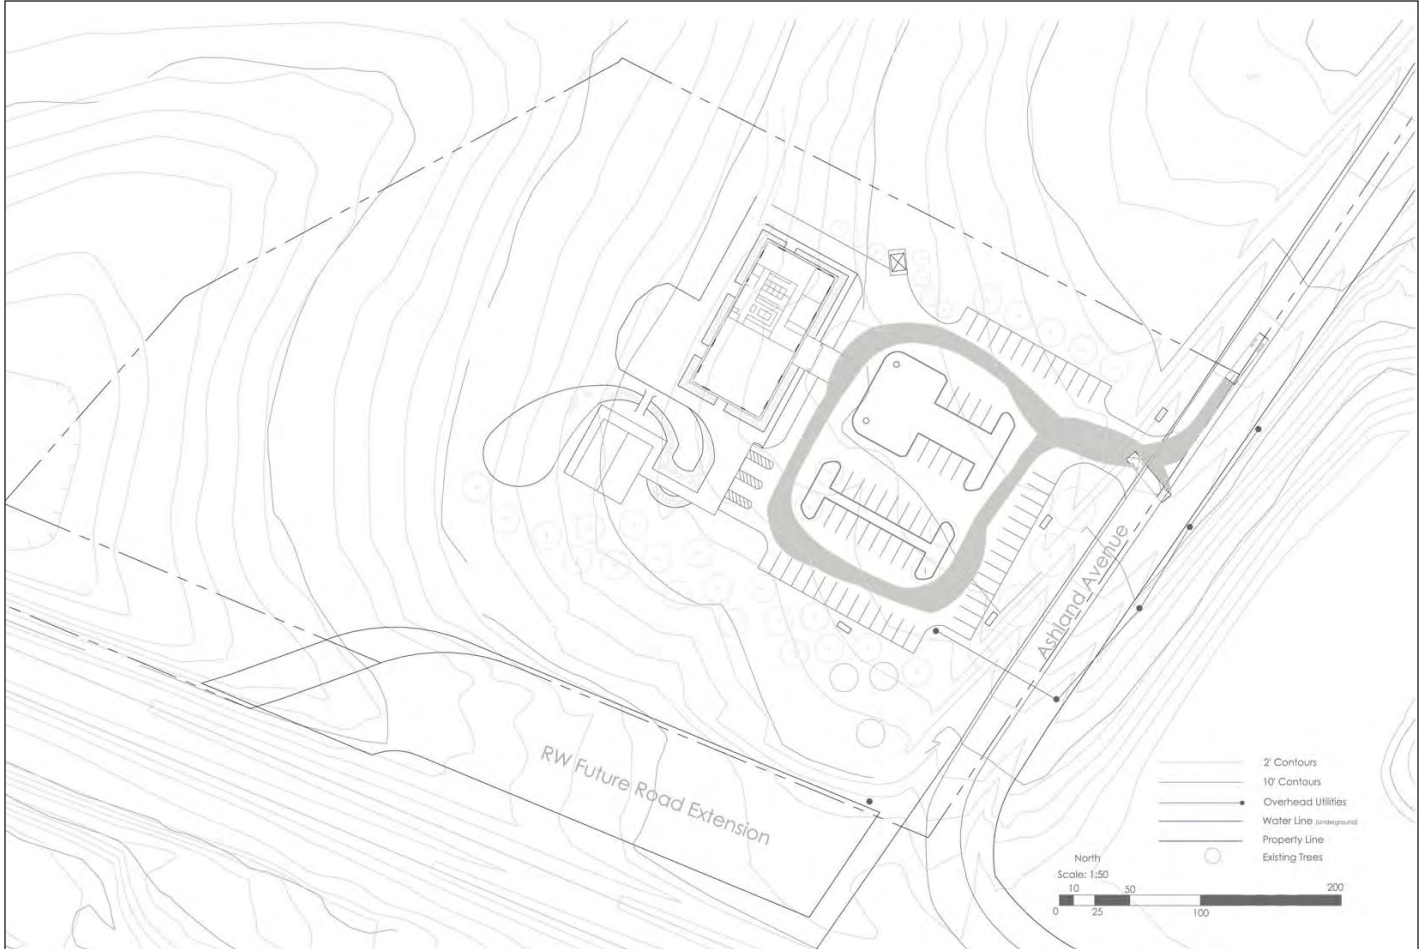 Ashland Avenue
RW Future Road Extension
2' Contours
10' Contours
Overhead Utilities
Water Line (Underground)
Property Line
Existing Trees
North
Scale: 1:50
10 50 200
0 25 100